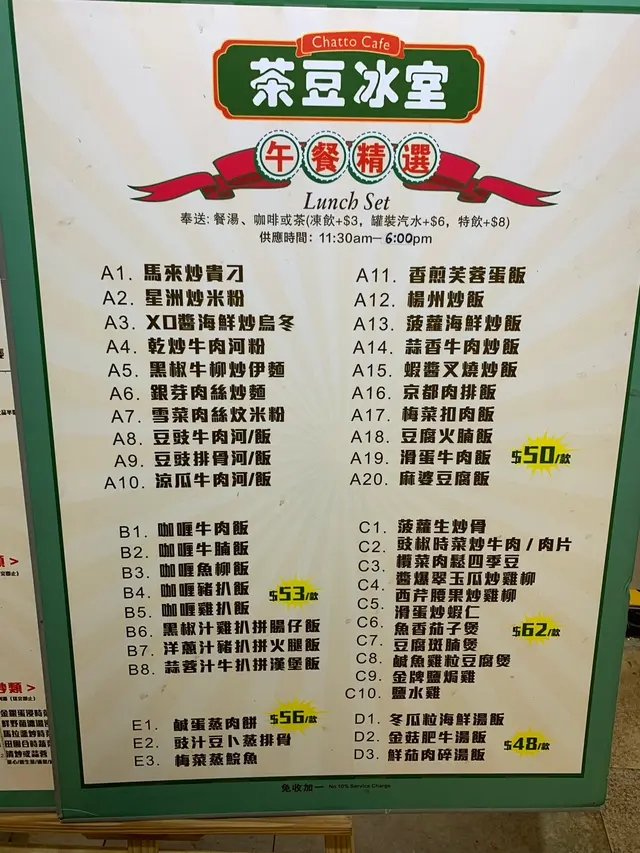 Chatto Cafe
茶豆冰室
午餐精選
Lunch Set
奉送: 餐湯、咖啡或茶(凍飲+$3, 罐裝汽水+$6, 特飲+$8)
供應時間: 11:30am─6:00pm
A1. 馬來炒貴刁
A2. 星洲炒米粉
A3. XO醬海鮮炒烏冬
A4. 乾炒牛肉河粉
A5. 黑椒牛柳炒伊麵
A6. 銀芽肉絲炒麵
A7. 雪菜肉絲炆米粉
A8. 豆豉牛肉河/飯
A9. 豆豉排骨河/飯
A10. 涼瓜牛肉河/飯
A11. 香煎芙蓉蛋飯
A12. 楊州炒飯
A13. 菠蘿海鮮炒飯
A14. 蒜香牛肉炒飯
A15. 蝦醬叉燒炒飯
A16. 京都肉排飯
A17. 梅菜扣肉飯
A18. 豆腐火腩飯
A19. 滑蛋牛肉飯
A20. 麻婆豆腐飯
$50/款
B1. 咖喱牛肉飯
B2. 咖喱牛腩飯
B3. 咖喱魚柳飯
B4. 咖喱豬扒飯
B5. 咖喱雞扒飯
B6. 黑椒汁雞扒拼腸仔飯
B7. 洋蔥汁豬扒拼火腿飯
B8. 蒜蓉汁牛扒拼漢堡飯
$53/款
C1. 菠蘿生炒骨
C2. 豉椒時菜炒牛肉/肉片
C3. 欖菜肉鬆四季豆
C4. 醬爆翠玉瓜炒雞柳
C5. 西芹腰果炒雞柳
C6. 滑蛋炒蝦仁
C7. 魚香茄子煲
C8. 豆腐斑腩煲
C9. 鹹魚雞粒豆腐煲
C10. 金牌鹽焗雞
鹽水雞
$62/款
E1. 鹹蛋蒸肉餅
E2. 豉汁豆卜蒸排骨
E3. 梅菜蒸鯇魚
$56/款
D1. 冬瓜粒海鮮湯飯
D2. 金菇肥牛湯飯
D3. 鮮茄肉碎湯飯
$48/款
免收加一 No 10% Service Charge